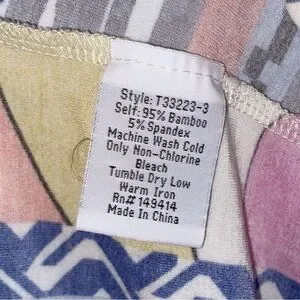 Style: T33223-3
Self: 95% Bamboo
5% Spandex
Machine Wash Cold
Only Non-Chlorine
Bleach
Tumble Dry Low
Warm Iron
Rn# 149414
Made In China